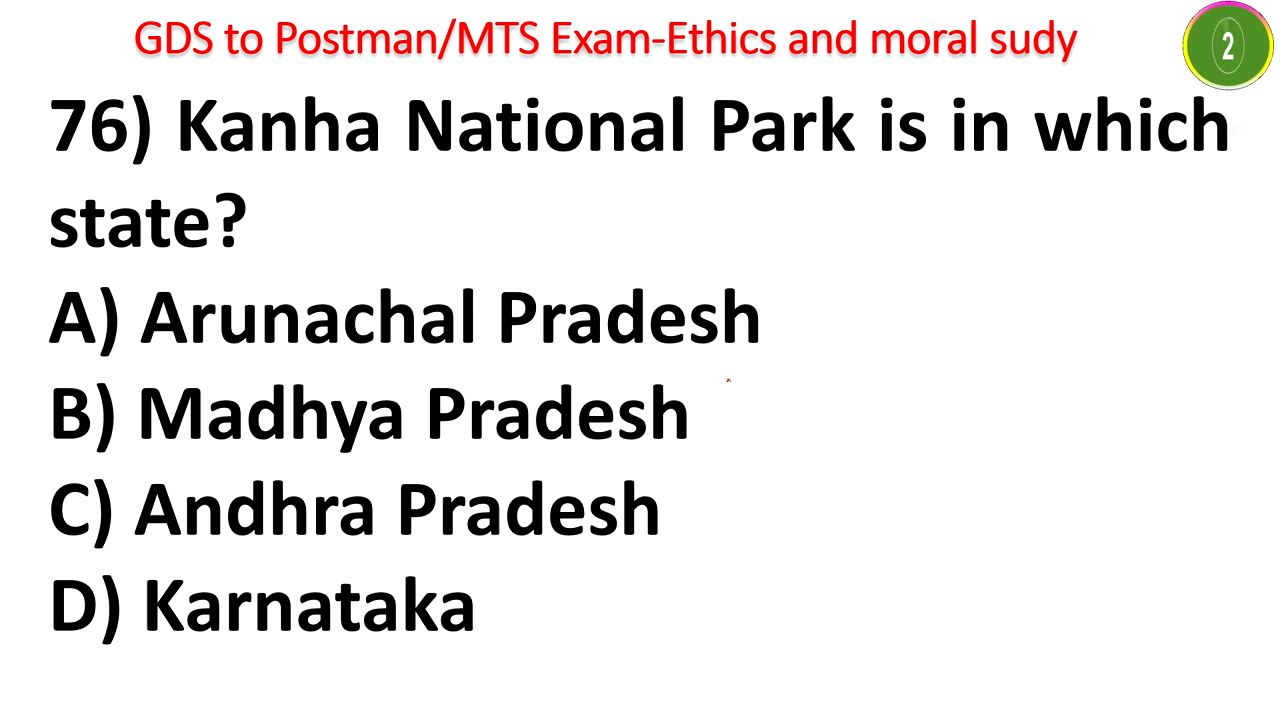 GDS to Postman/MTS Exam-Ethics and moral sudy
2
76) Kanha National Park is in which
state?
A) Arunachal Pradesh
B) Madhya Pradesh
C) Andhra Pradesh
D) Karnataka